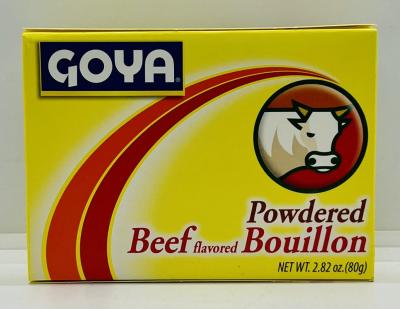 GOYA®
Powdered
Beef flavored Bouillon
NET WT. 2.82 oz.(80g)